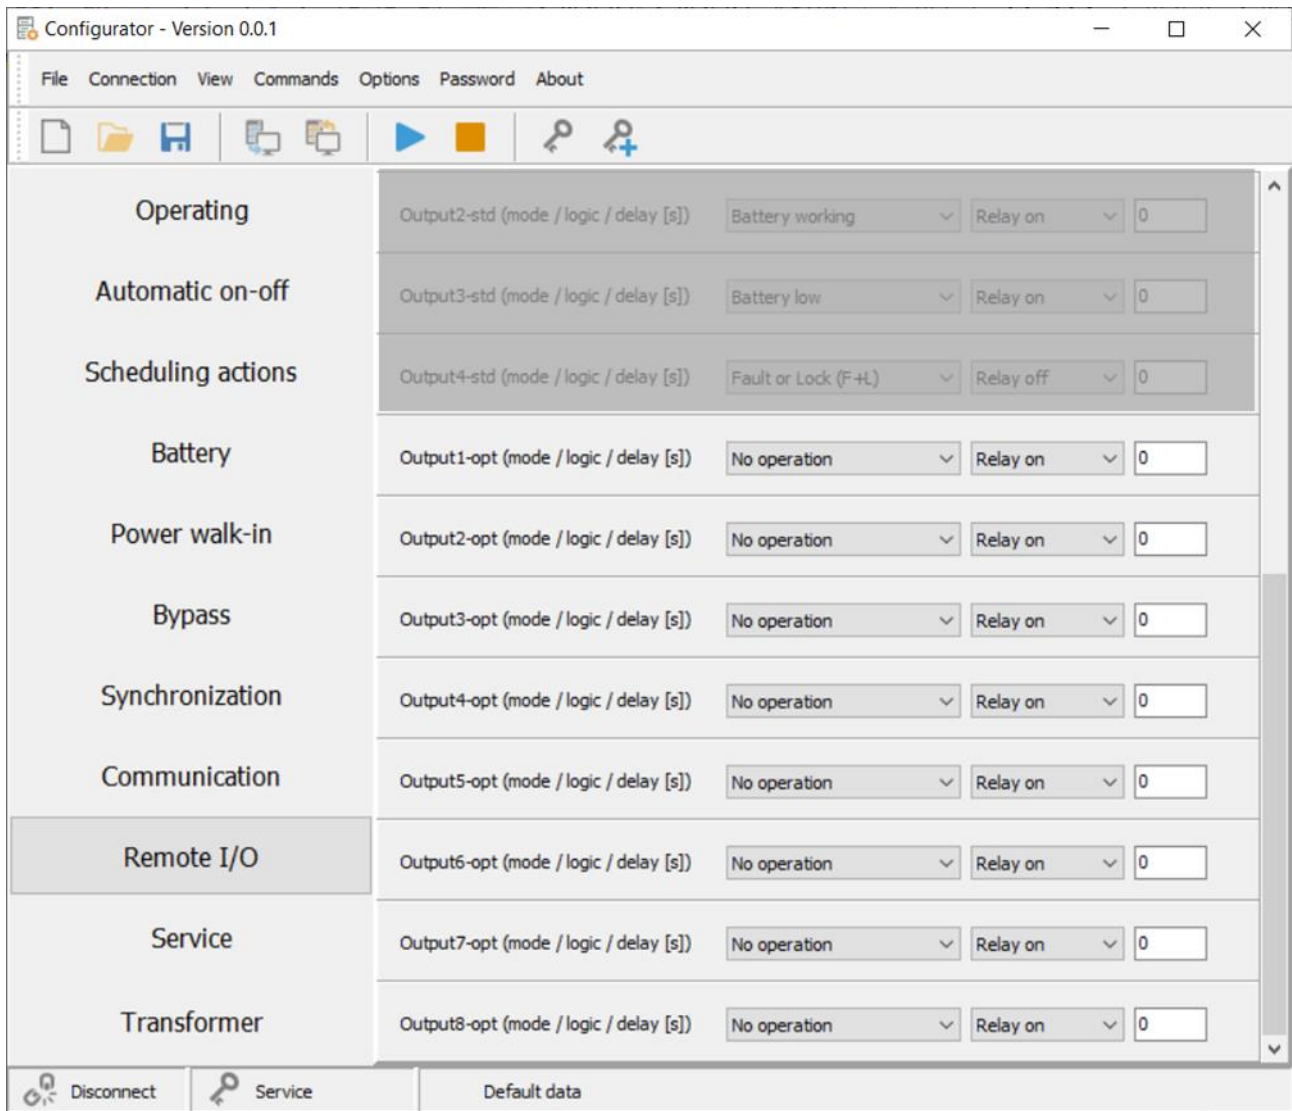 Configurator - Version 0.0.1
File Connection View Commands Options Password About
Operating
Output2-std (mode / logic / delay [s]) Battery working Relay on 0
Automatic on-off
Output3-std (mode / logic / delay [s]) Battery low Relay on 0
Scheduling actions
Output4-std (mode / logic / delay [s]) Fault or Lock (F+L) Relay off 0
Battery
Output1-opt (mode / logic / delay [s]) No operation Relay on 0
Power walk-in
Output2-opt (mode / logic / delay [s]) No operation Relay on 0
Bypass
Output3-opt (mode / logic / delay [s]) No operation Relay on 0
Synchronization
Output4-opt (mode / logic / delay [s]) No operation Relay on 0
Communication
Output5-opt (mode / logic / delay [s]) No operation Relay on 0
Remote I/O
Output6-opt (mode / logic / delay [s]) No operation Relay on 0
Service
Output7-opt (mode / logic / delay [s]) No operation Relay on 0
Transformer
Output8-opt (mode / logic / delay [s]) No operation Relay on 0
Disconnect Service Default data